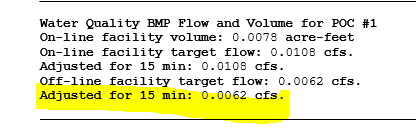 Water Quality BMP Flow and Volume for POC #1
On-line facility volume: 0.0078 acre-feet
On-line facility target flow: 0.0108 cfs.
Adjusted for 15 min: 0.0108 cfs.
Off-line facility target flow: 0.0062 cfs.
Adjusted for 15 min: 0.0062 cfs.